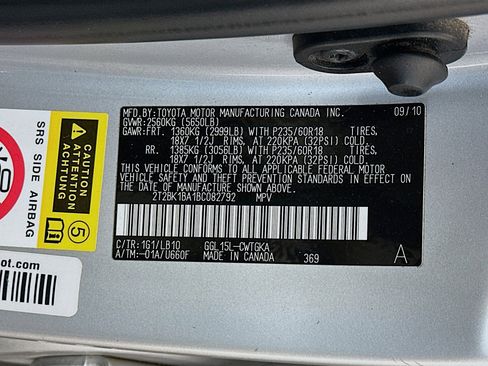 MFD. BY: TOYOTA MOTOR MANUFACTURING CANADA INC. 09/10
GVWR: 2560KG (5650LB)
GAWR: FRT. 1360KG (2999LB) WITH P235/60R18 TIRES,
18X7 1/2J RIMS, AT 220KPA (32PSI) COLD
RR. 1385KG (3056LB) WITH P235/60R18 TIRES,
18X7 1/2J RIMS, AT 220KPA (32PSI) COLD
THIS VEHICLE CONFORMS TO ALL APPLICABLE FEDERAL MOTOR
VEHICLE SAFETY AND THEFT PREVENTION STANDARDS IN
EFFECT ON THE DATE OF MANUFACTURE SHOWN ABOVE.
2T2BK1BA1BC082792 MPV
C/TR: 1G1/LB10 GGL15L-CWTGKA A
A/TM: -01A/U660F MADE IN CANADA 369
SRS SIDE AIRBAG
CAUTION
ATTENTION
ACHTUNG
5
ot.com